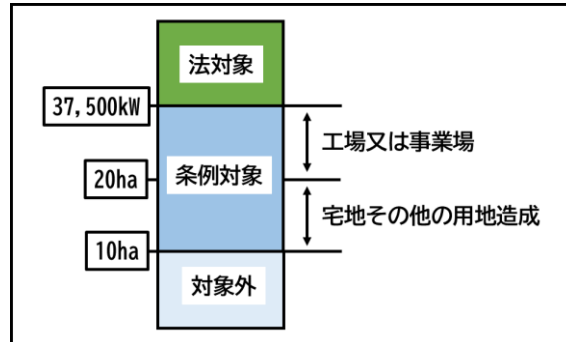 法対象
37,500kW
工場又は事業場
条例対象
20ha
宅地その他の用地造成
10ha
対象外